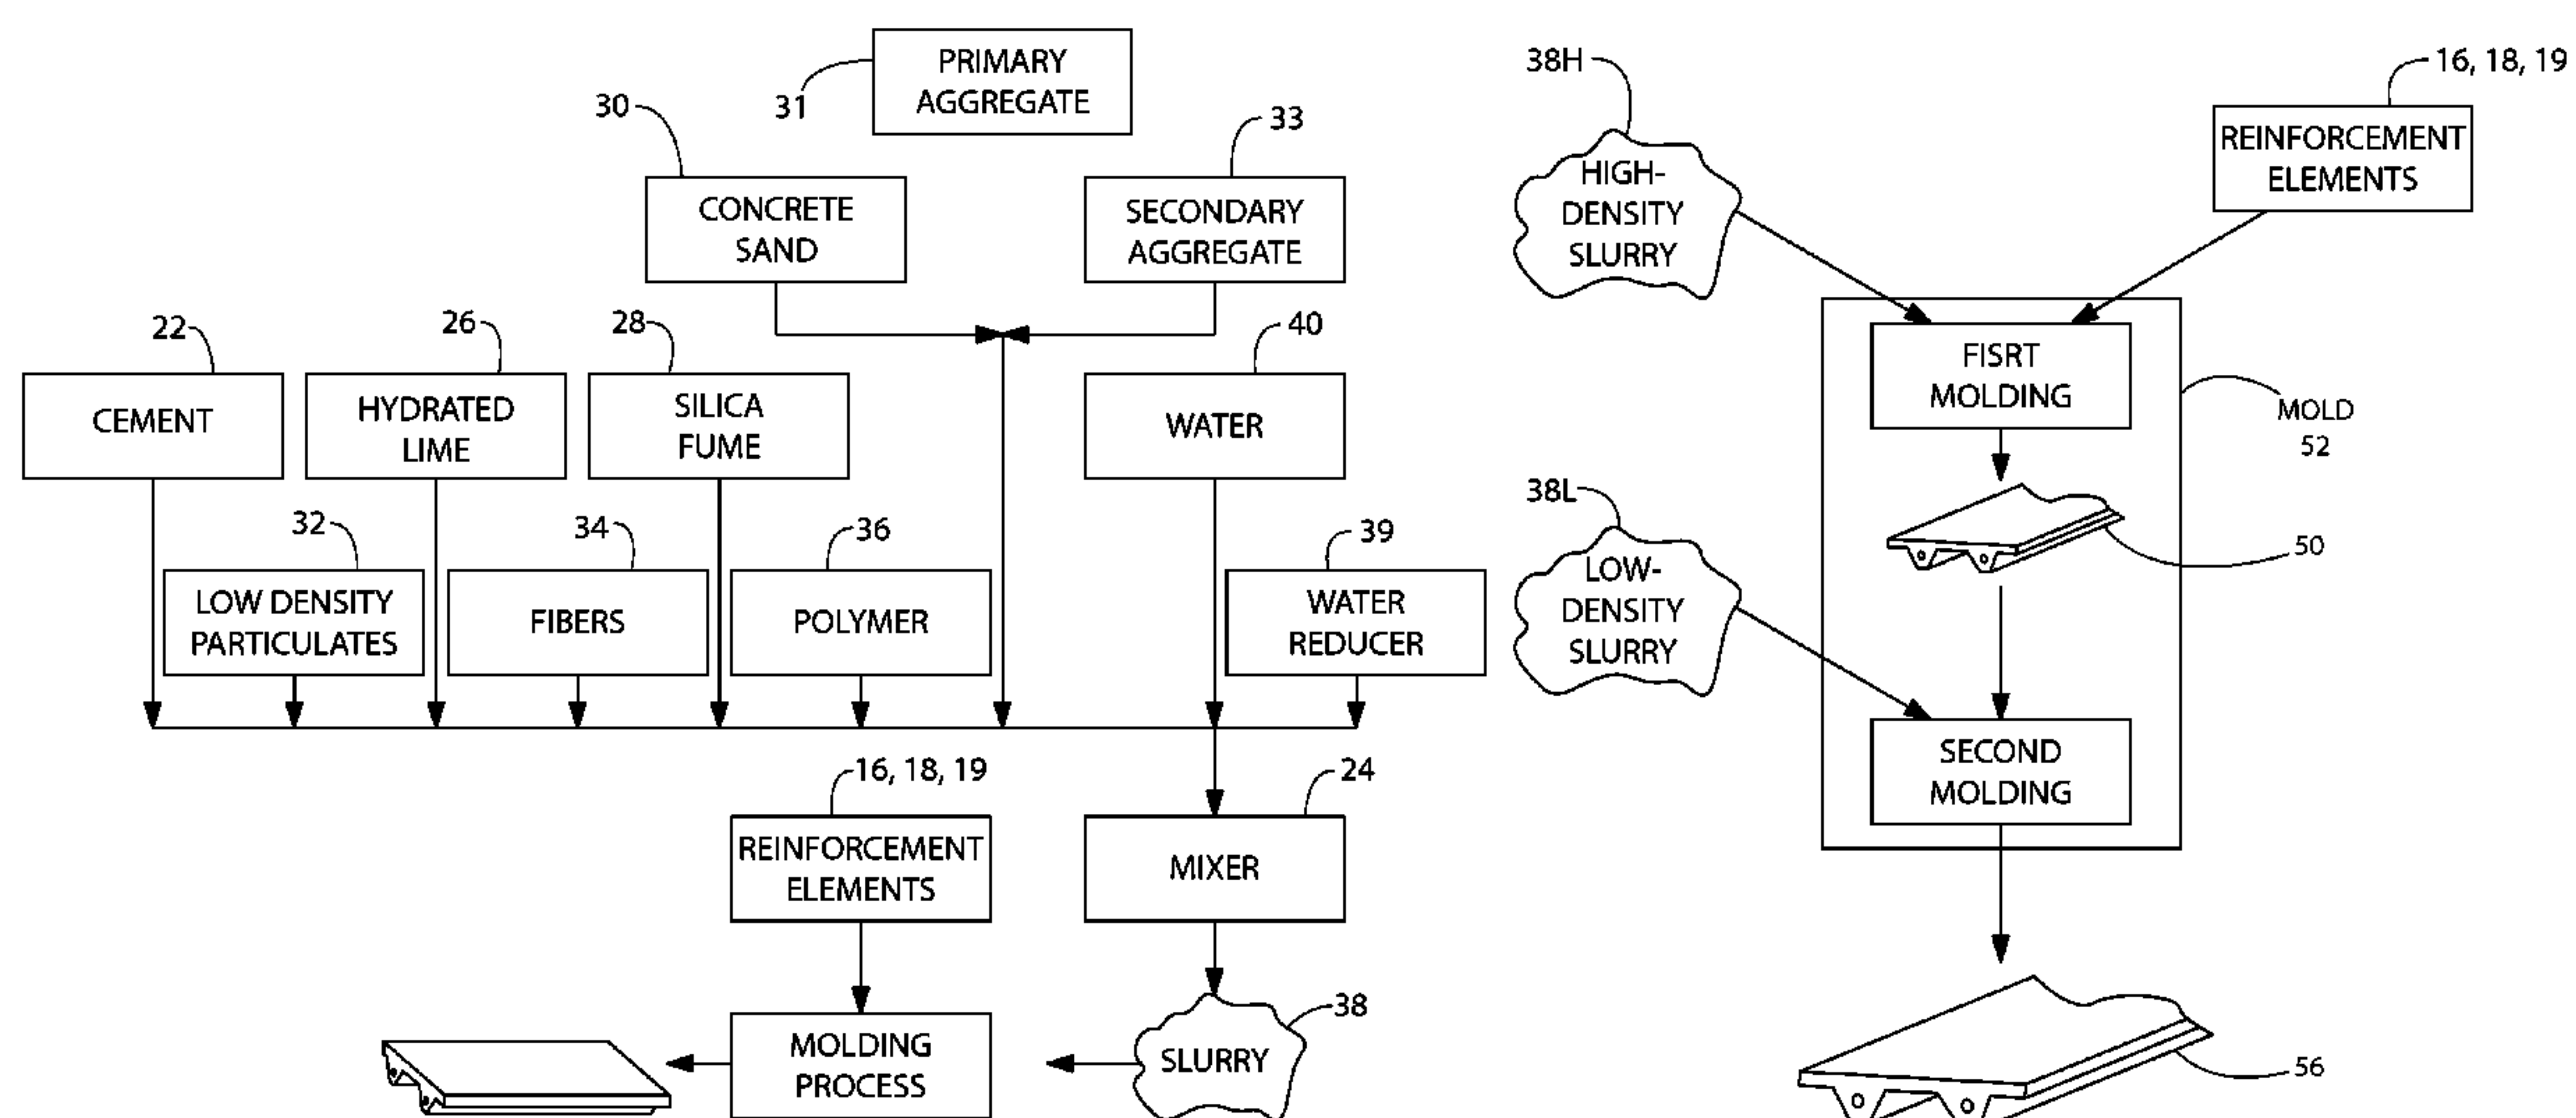 PRIMARY
AGGREGATE
31
30
CONCRETE
SAND
33
SECONDARY
AGGREGATE
22
CEMENT
26
HYDRATED
LIME
28
SILICA
FUME
40
WATER
32
LOW DENSITY
PARTICULATES
34
FIBERS
36
POLYMER
39
WATER
REDUCER
16, 18, 19
REINFORCEMENT
ELEMENTS
24
MIXER
MOLDING
PROCESS
38
SLURRY
38H
HIGH-
DENSITY
SLURRY
16, 18, 19
REINFORCEMENT
ELEMENTS
FISRT
MOLDING
MOLD
52
38L
LOW-
DENSITY
SLURRY
50
SECOND
MOLDING
56